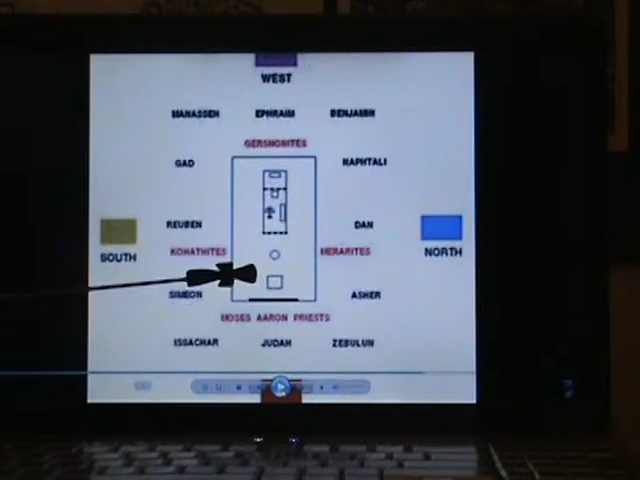 WEST
MANASSEH EPHRAIM BENJAMIN
GERSHONITES
GAD NAPHTALI
REUBEN DAN
KOHATHITES MERARITES
SOUTH NORTH
SIMEON ASHER
MOSES AARON PRIESTS
ISSACHAR JUDAH ZEBULUN